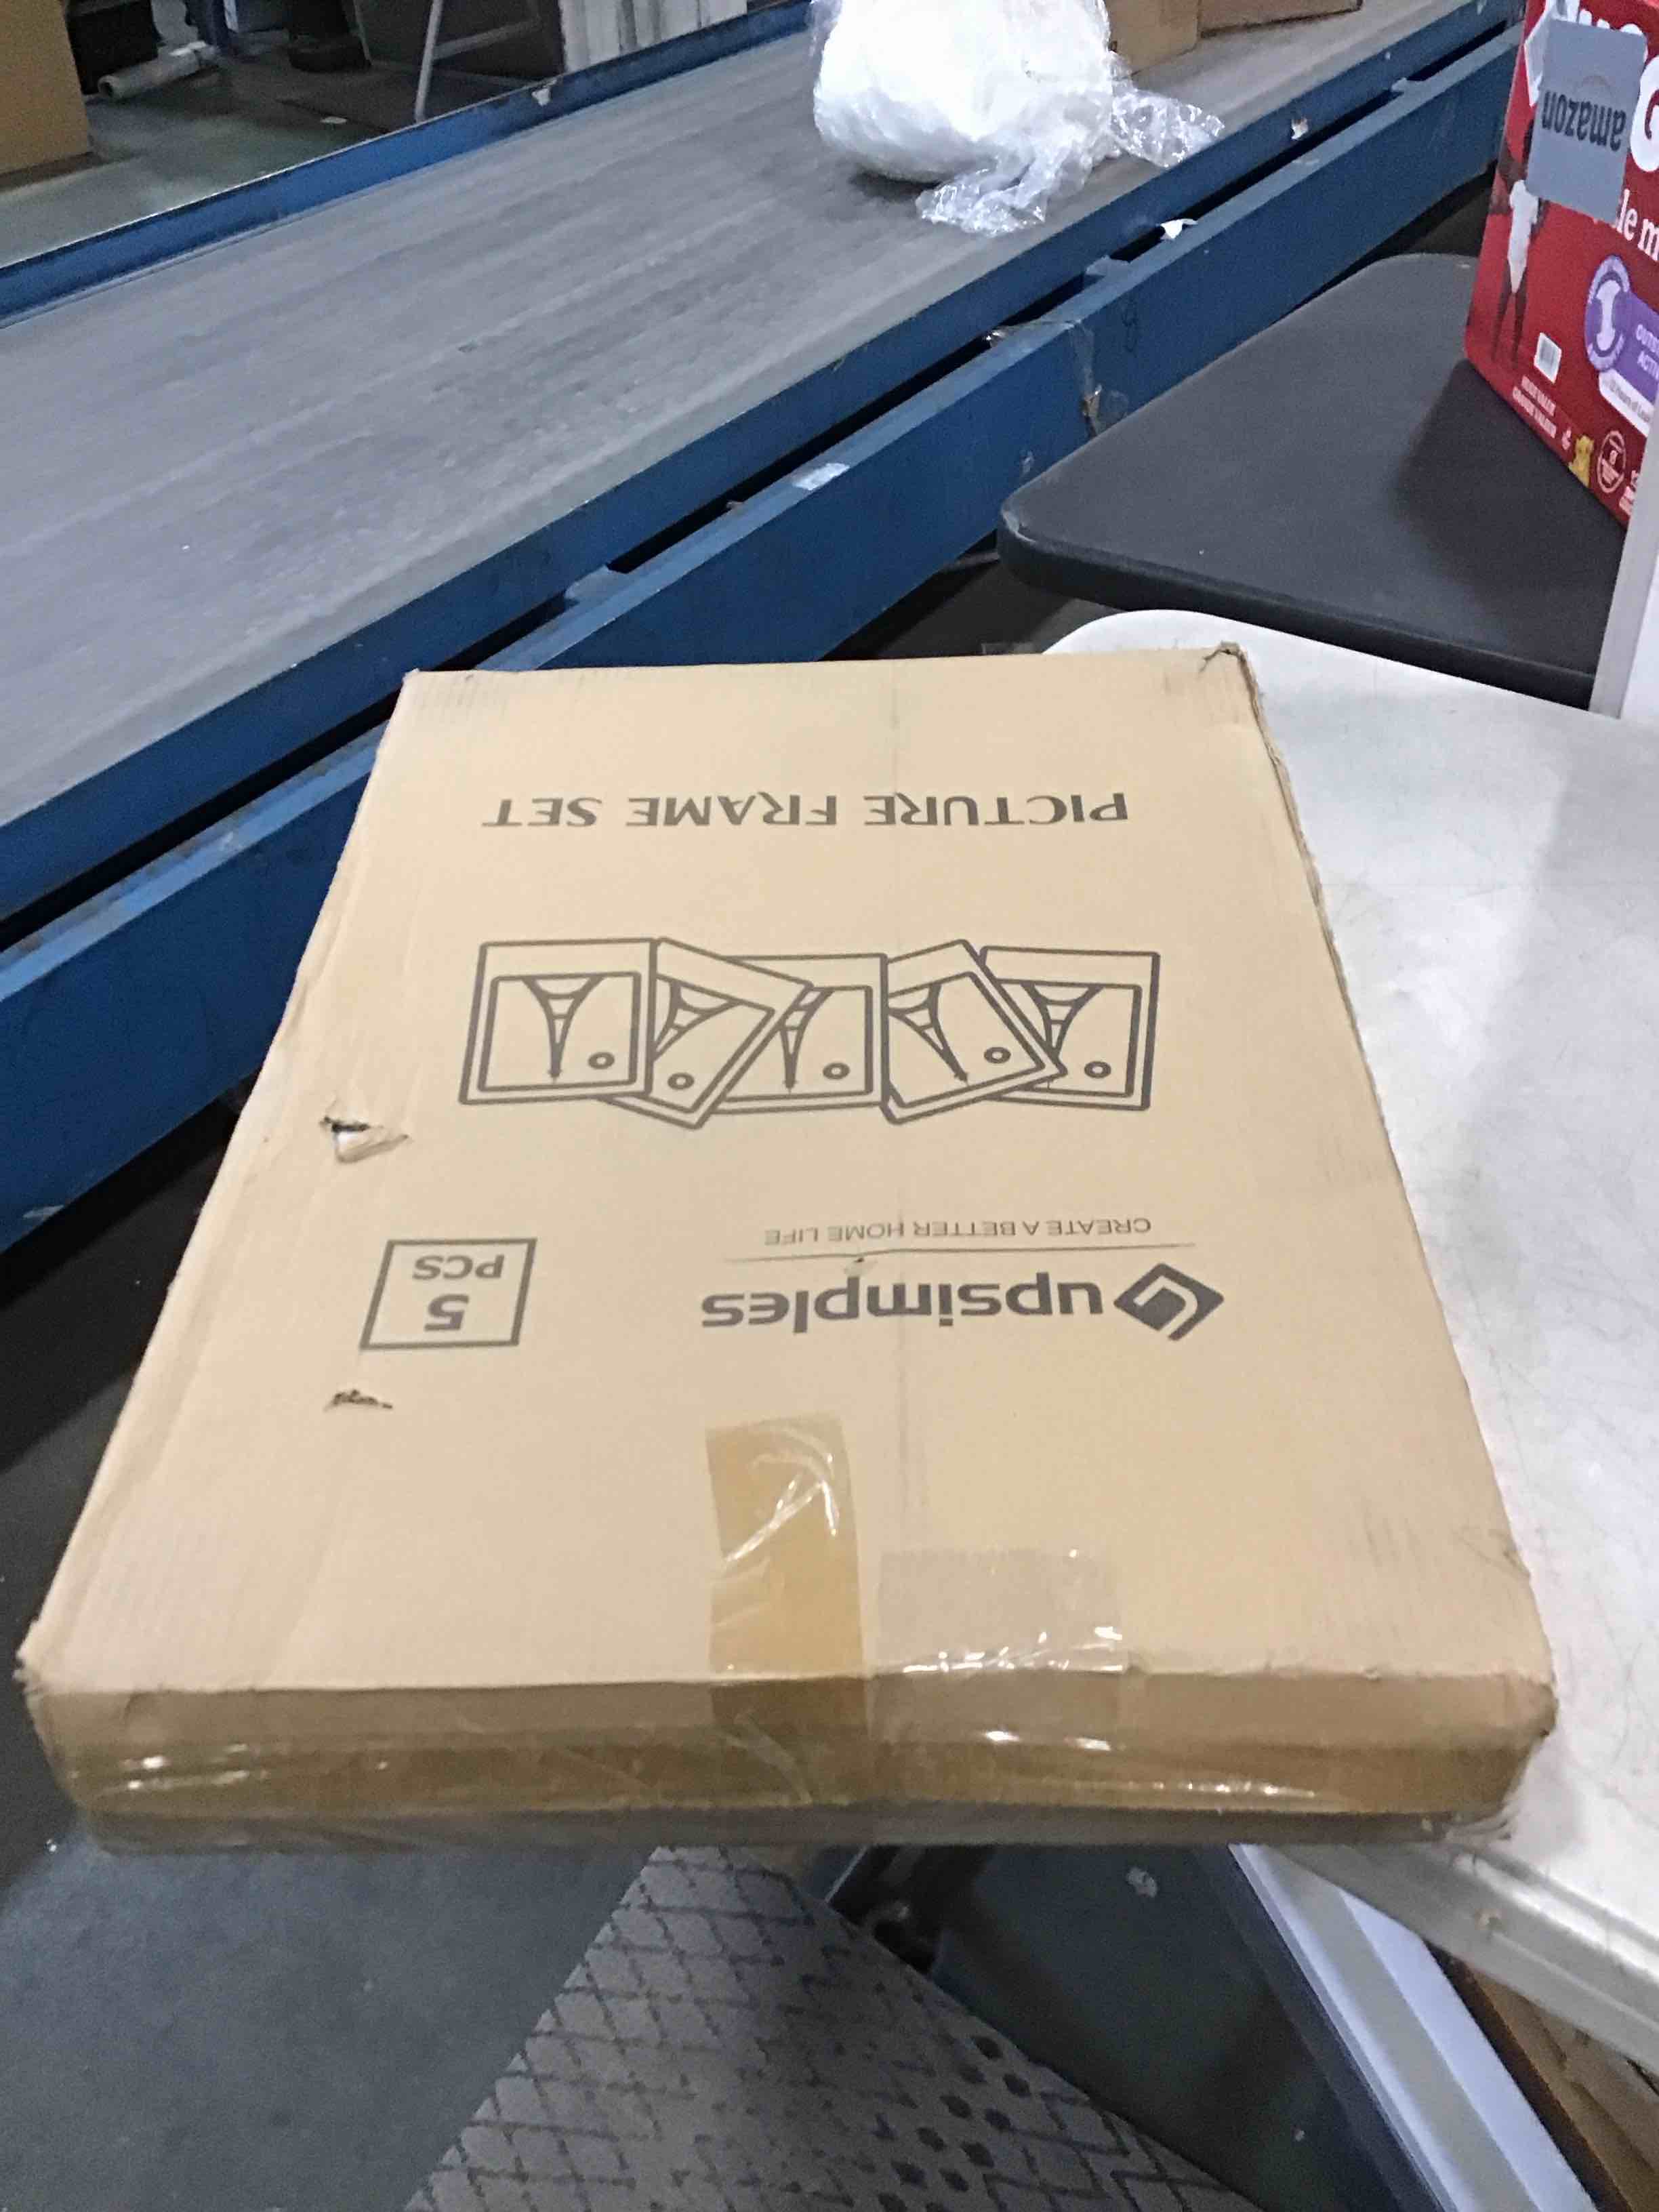 upsimples
CREATE A BETTER HOME LIFE
5
PCS
PICTURE FRAME SET
amazon